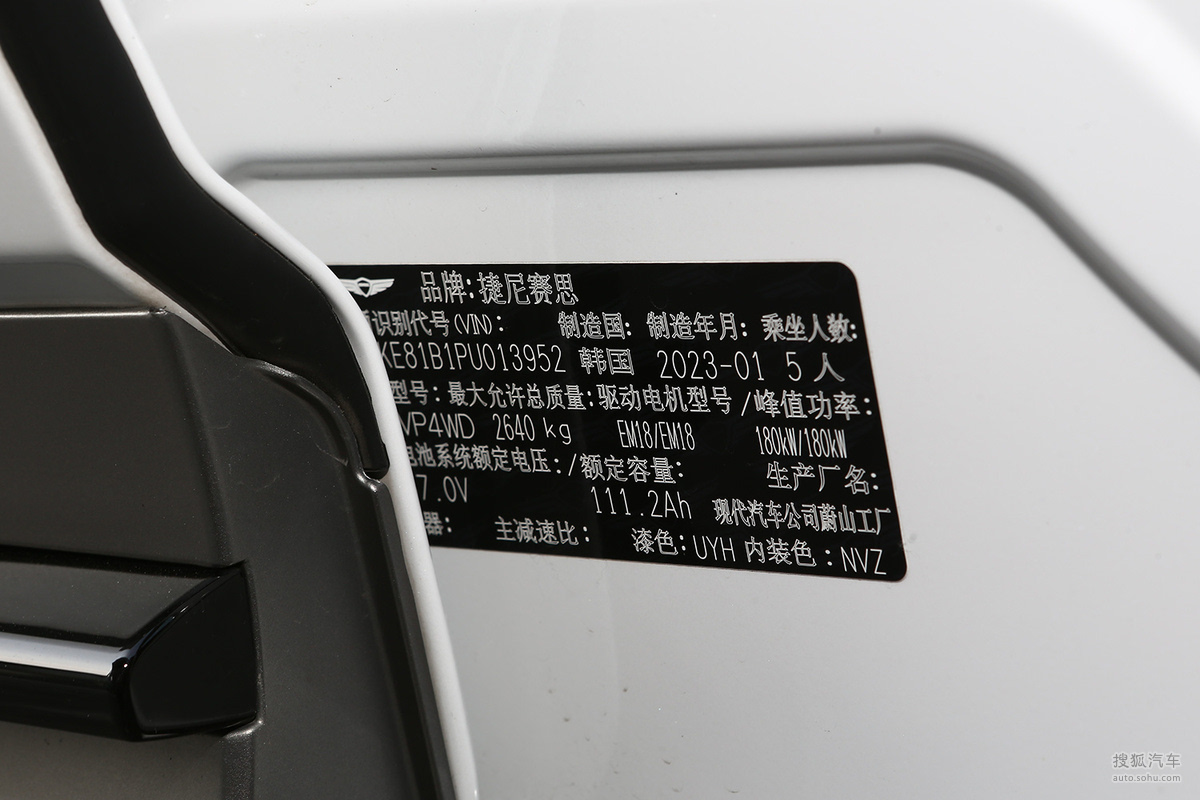 品牌:捷尼赛思
识别代号(VIN): 制造国: 制造年月: 乘坐人数:
KE81B1PU013952 韩国 2023-01 5人
型号: 最大允许总质量: 驱动电机型号 /峰值功率:
VP4WD 2640 kg EM18/EM18 180kW/180kW
电池系统额定电压: /额定容量: 生产厂名:
7.0V 111.2Ah 现代汽车公司蔚山工厂
器: 主减速比: 漆色: UYH 内装色: NVZ
搜狐汽车
auto.sohu.com